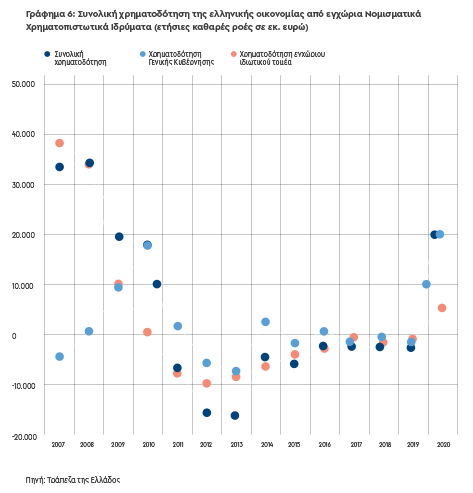 Γράφημα 6: Συνολική χρηματοδότηση της ελληνικής οικονομίας από εγχώρια Νομισματικά
Χρηματοπιστωτικά Ιδρύματα (ετήσιες καθαρές ροές σε εκ. ευρώ)
Συνολική
χρηματοδότηση
Χρηματοδότηση
Γενικής Κυβέρνησης
Χρηματοδότηση εγχώριου
ιδιωτικού τομέα
50.000
40.000
30.000
20.000
10.000
0
-10.000
-20.000
2007 2008 2009 2010 2011 2012 2013 2014 2015 2016 2017 2018 2019 2020
Πηγή: Τράπεζα της Ελλάδος